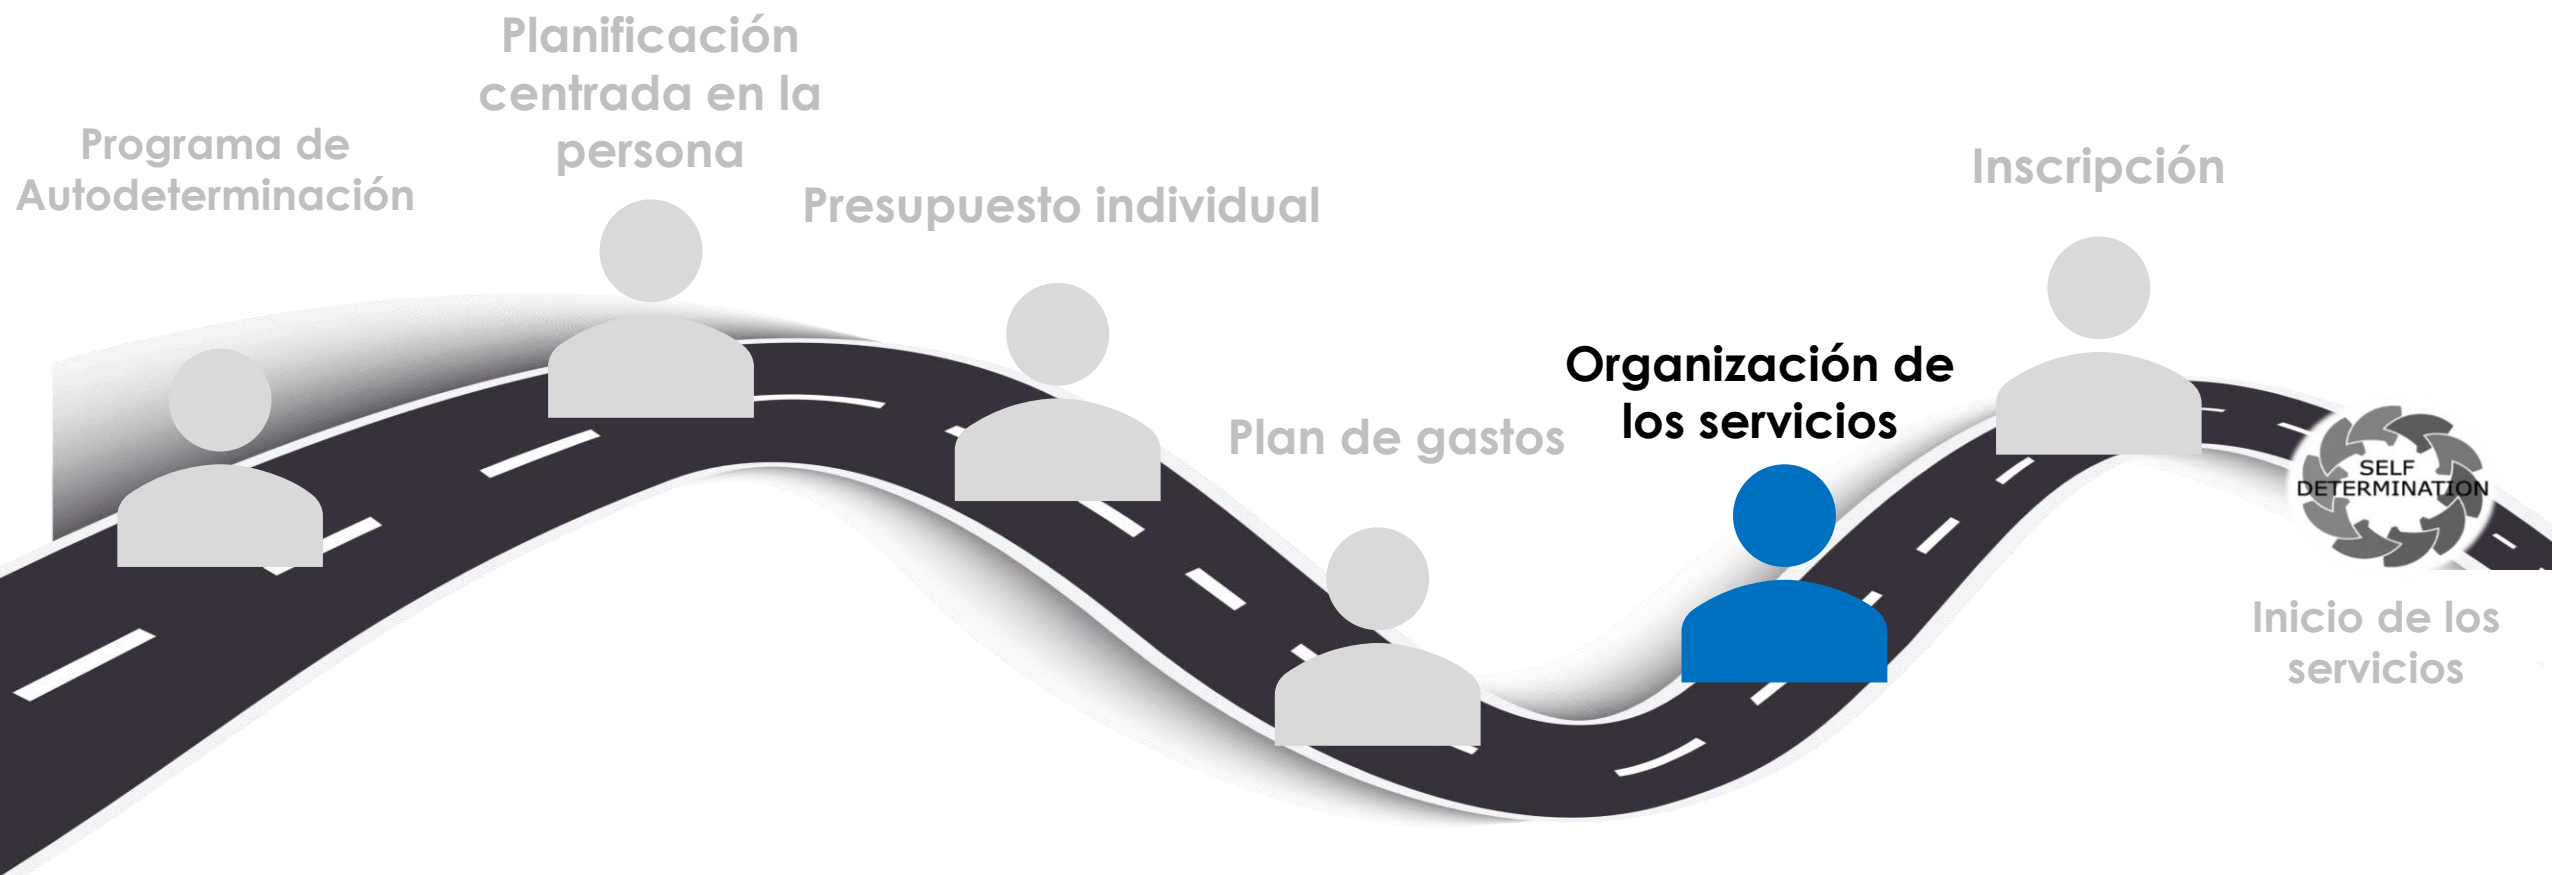 Programa de
Autodeterminación
Planificación
centrada en la
persona
Presupuesto individual
Plan de gastos
Organización de
los servicios
Inscripción
SELF
DETERMINATION
Inicio de los
servicios